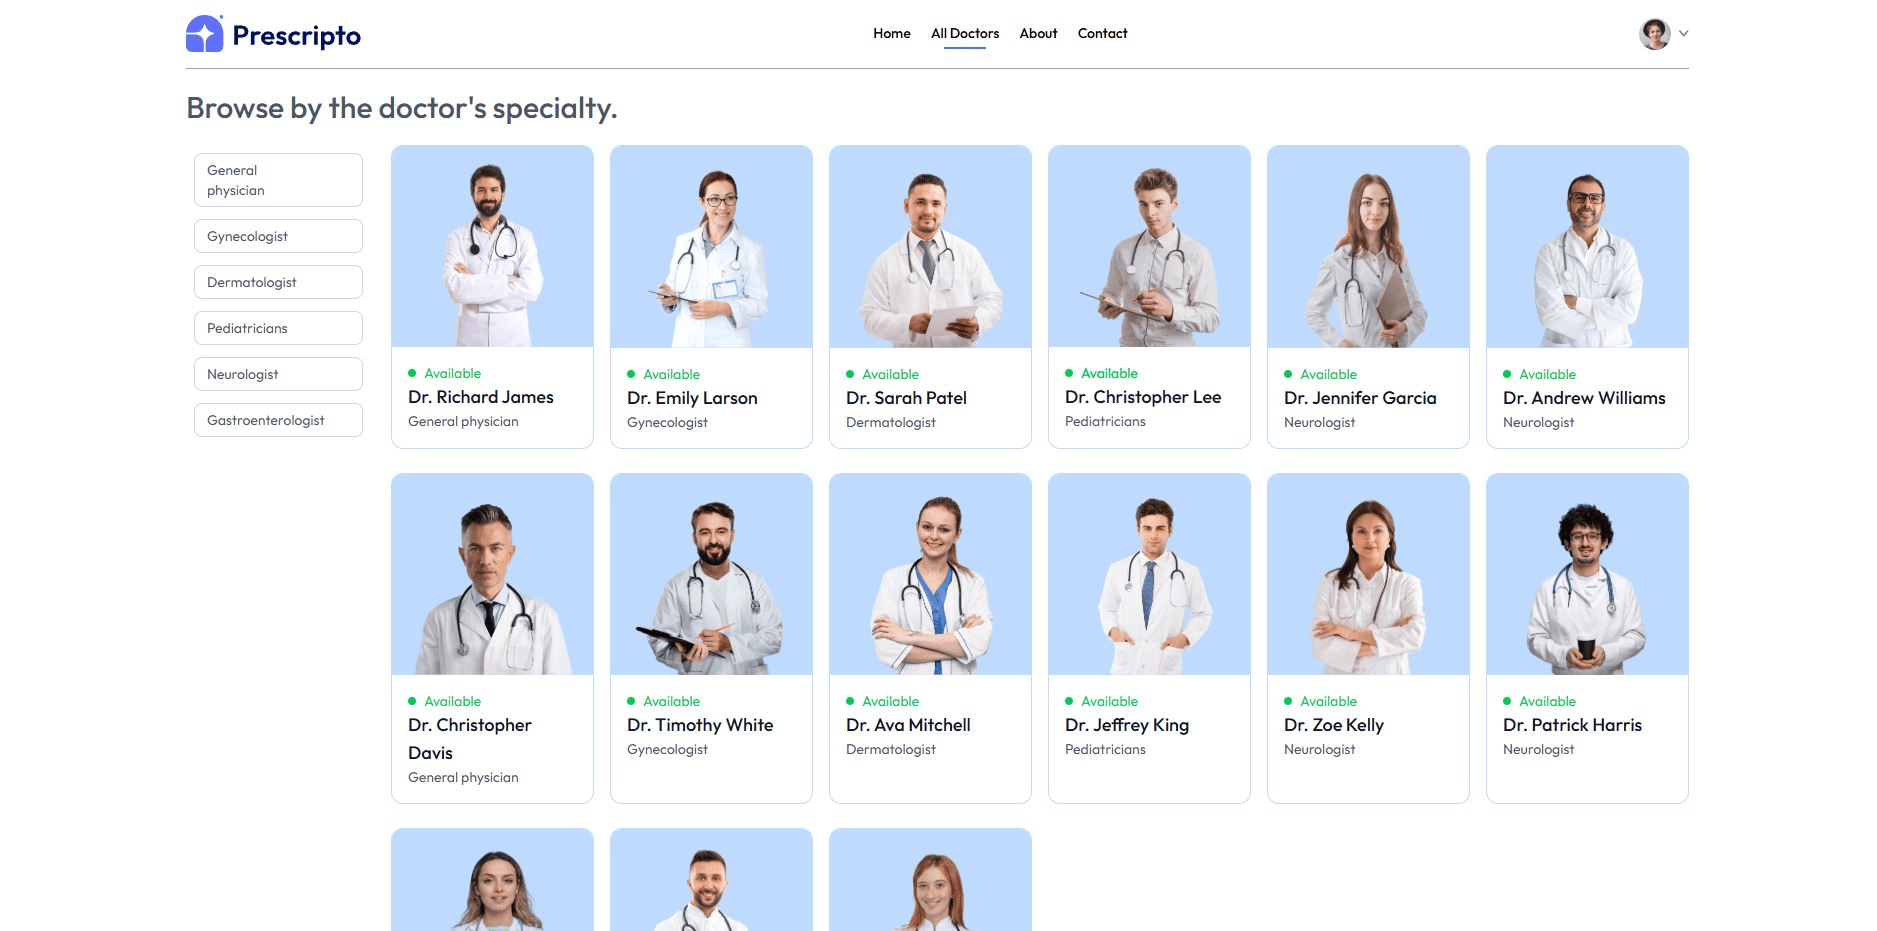 Prescripto
Home
All Doctors
About
Contact
Browse by the doctor's specialty.
General
physician
Gynecologist
Dermatologist
Pediatricians
Neurologist
Gastroenterologist
Available
Dr. Richard James
General physician
Available
Dr. Emily Larson
Gynecologist
Available
Dr. Sarah Patel
Dermatologist
Available
Dr. Christopher Lee
Pediatricians
Available
Dr. Jennifer Garcia
Neurologist
Available
Dr. Andrew Williams
Neurologist
Available
Dr. Christopher
Davis
General physician
Available
Dr. Timothy White
Gynecologist
Available
Dr. Ava Mitchell
Dermatologist
Available
Dr. Jeffrey King
Pediatricians
Available
Dr. Zoe Kelly
Neurologist
Available
Dr. Patrick Harris
Neurologist